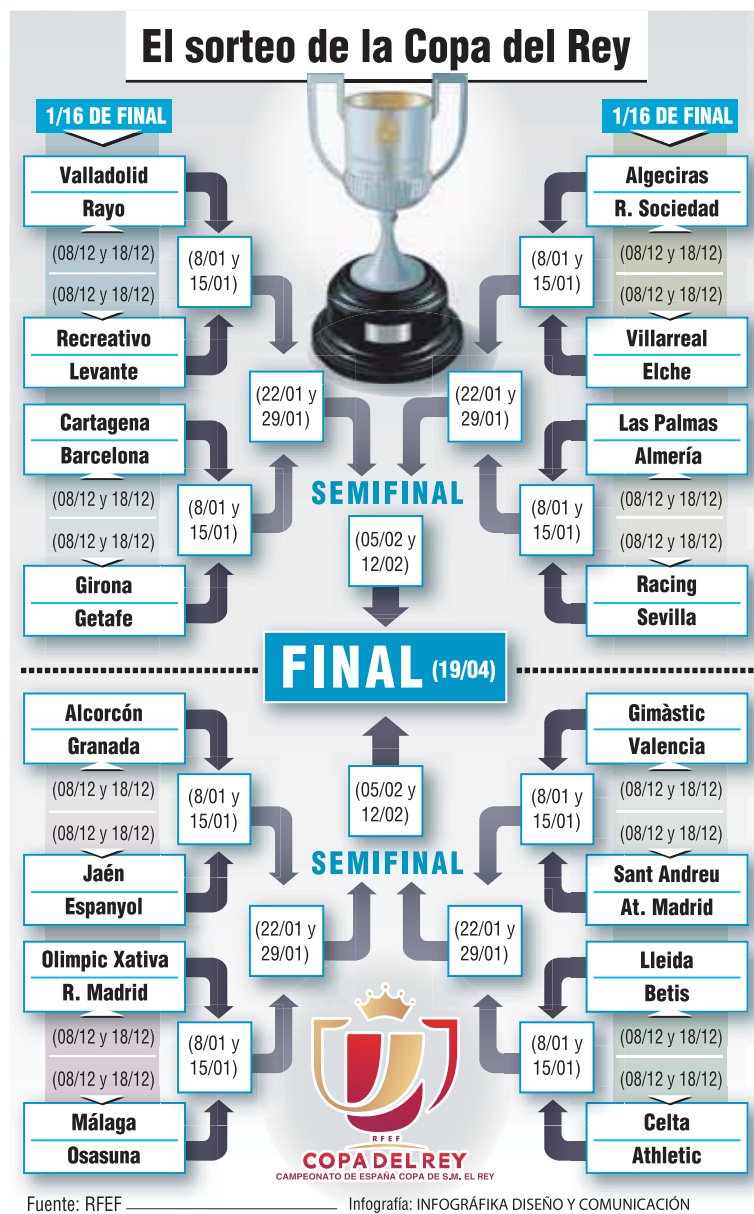 El sorteo de la Copa del Rey
1/16 DE FINAL
Valladolid
Rayo
(08/12 y 18/12)
(08/12 y 18/12)
Recreativo
Levante
(8/01 y
15/01)
Cartagena
Barcelona
(08/12 y 18/12)
(08/12 y 18/12)
Girona
Getafe
(8/01 y
15/01)
(22/01 y
29/01)
1/16 DE FINAL
Algeciras
R. Sociedad
(08/12 y 18/12)
(08/12 y 18/12)
Villarreal
Elche
(8/01 y
15/01)
Las Palmas
Almería
(08/12 y 18/12)
(08/12 y 18/12)
Racing
Sevilla
(8/01 y
15/01)
(22/01 y
29/01)
SEMIFINAL
(05/02 y
12/02)
FINAL (19/04)
Alcorcón
Granada
(08/12 y 18/12)
(08/12 y 18/12)
Jaén
Espanyol
(8/01 y
15/01)
Olimpic Xativa
R. Madrid
(08/12 y 18/12)
(08/12 y 18/12)
Málaga
Osasuna
(8/01 y
15/01)
(22/01 y
29/01)
Gimàstic
Valencia
(08/12 y 18/12)
(08/12 y 18/12)
Sant Andreu
At. Madrid
(8/01 y
15/01)
Lleida
Betis
(08/12 y 18/12)
(08/12 y 18/12)
Celta
Athletic
(8/01 y
15/01)
(22/01 y
29/01)
(05/02 y
12/02)
SEMIFINAL
RFEF
COPA DEL REY
CAMPEONATO DE ESPAÑA COPA DE S.M. EL REY
Fuente: RFEF
Infografía: INFOGRÁFIKA DISEÑO Y COMUNICACIÓN